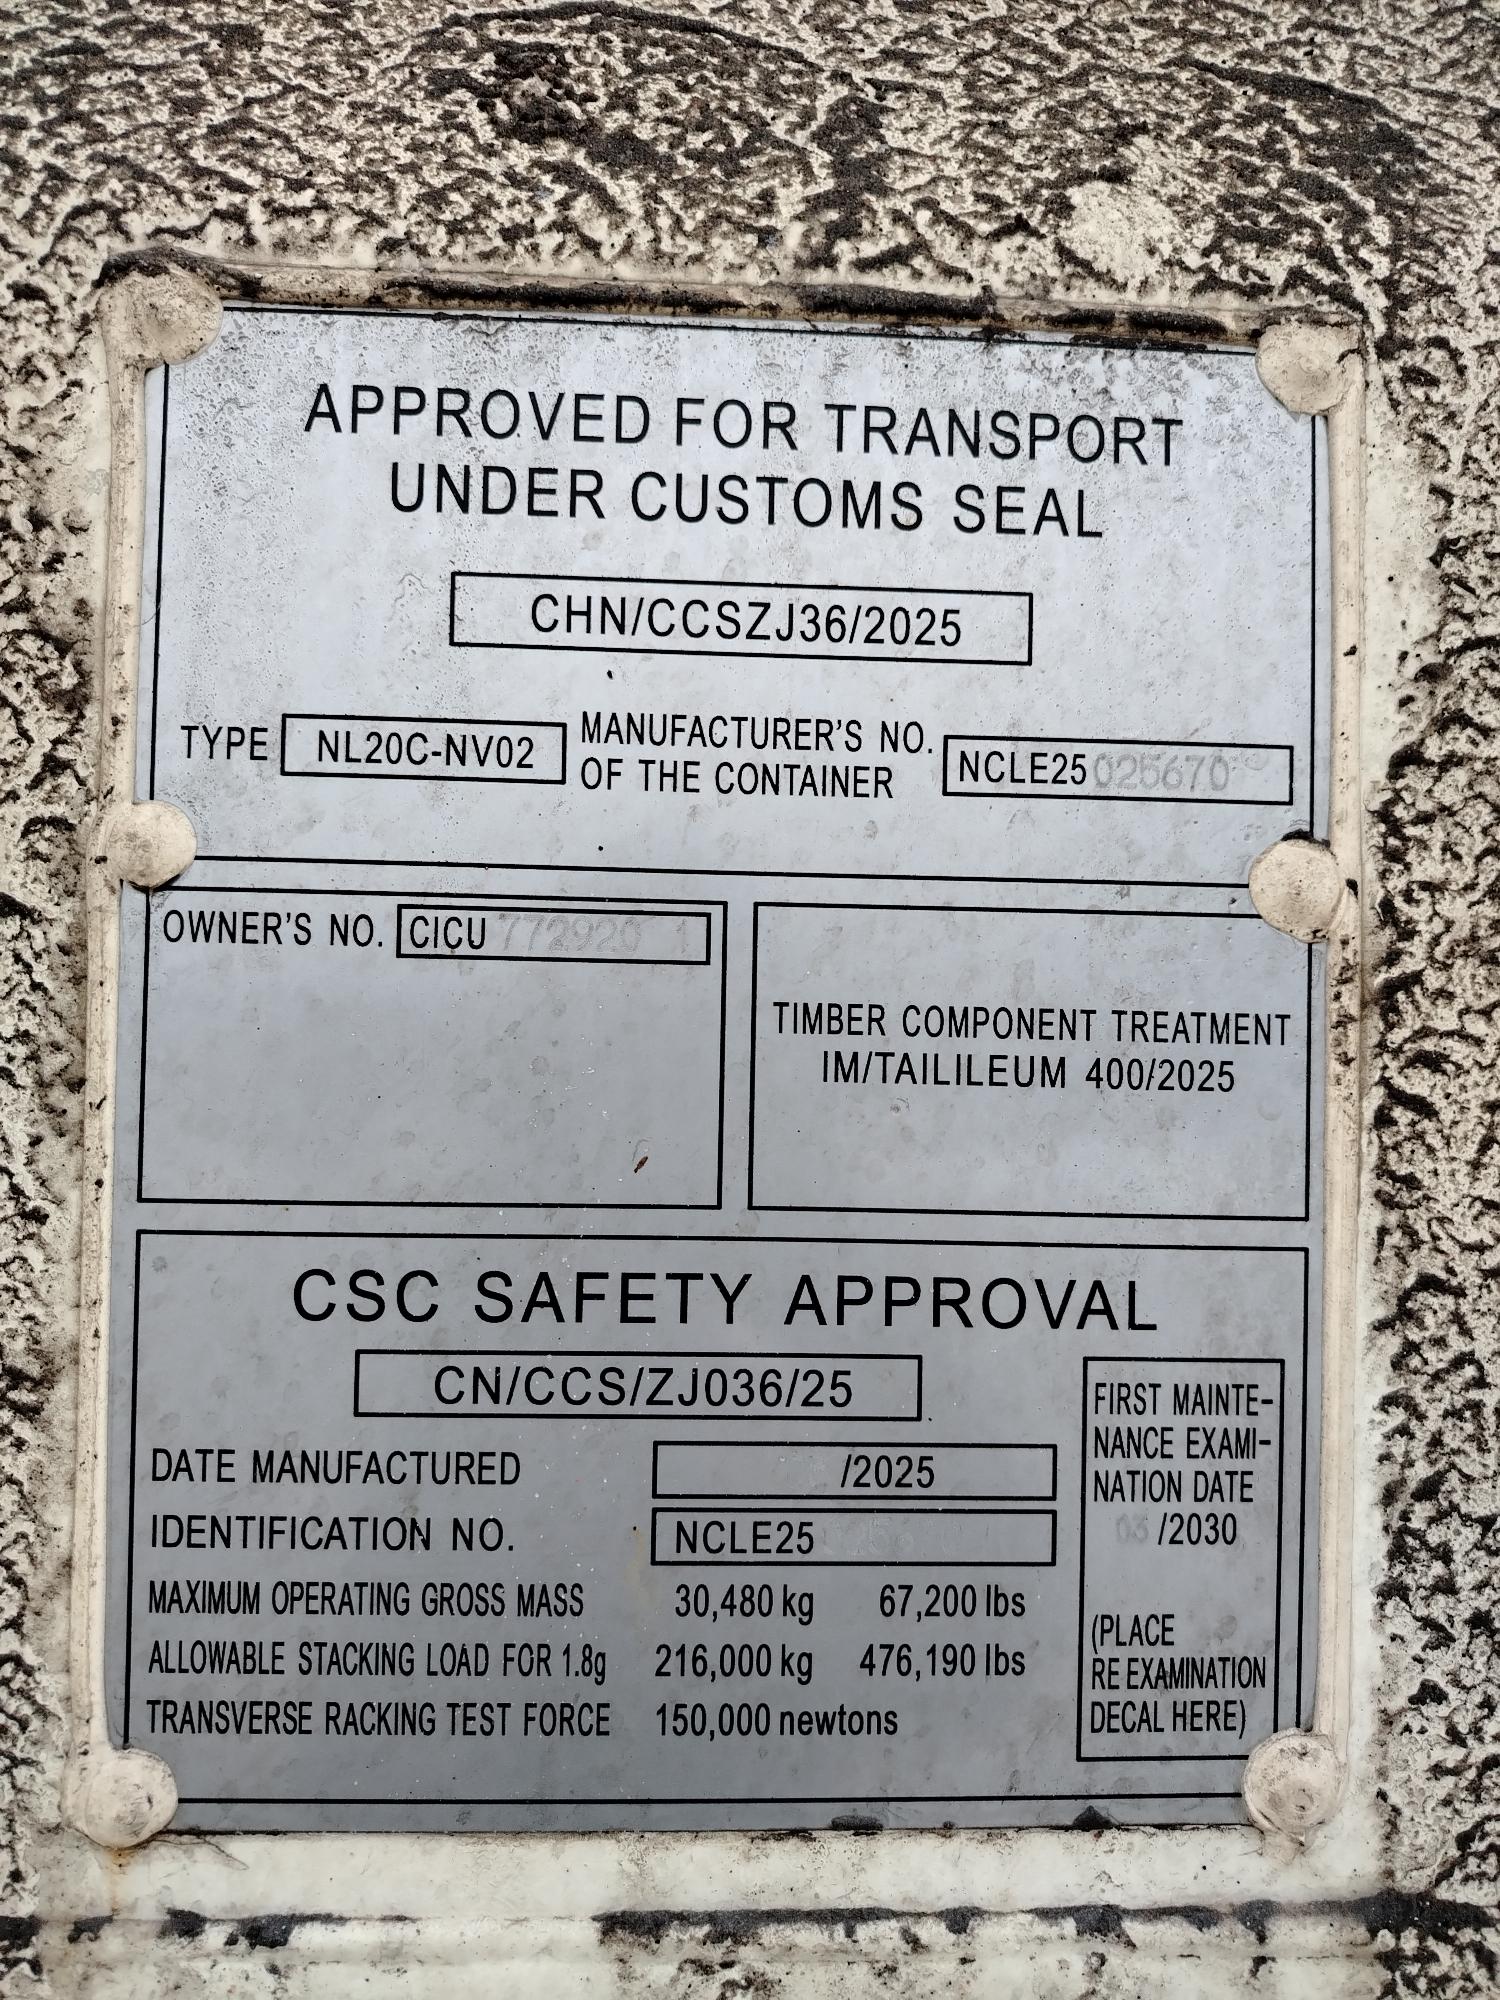 APPROVED FOR TRANSPORT
UNDER CUSTOMS SEAL
CHN/CCSZJ36/2025
TYPE NL20C-NV02 MANUFACTURER'S NO. OF THE CONTAINER NCLE25025670
OWNER'S NO. CICU 772920 1
TIMBER COMPONENT TREATMENT
IM/TAILILEUM 400/2025
CSC SAFETY APPROVAL
CN/CCS/ZJ036/25
DATE MANUFACTURED /2025
IDENTIFICATION NO. NCLE25
MAXIMUM OPERATING GROSS MASS 30,480 kg 67,200 lbs
ALLOWABLE STACKING LOAD FOR 1.8g 216,000 kg 476,190 lbs
TRANSVERSE RACKING TEST FORCE 150,000 newtons
FIRST MAINTE-
NANCE EXAMI-
NATION DATE
/2030
(PLACE
RE EXAMINATION
DECAL HERE)